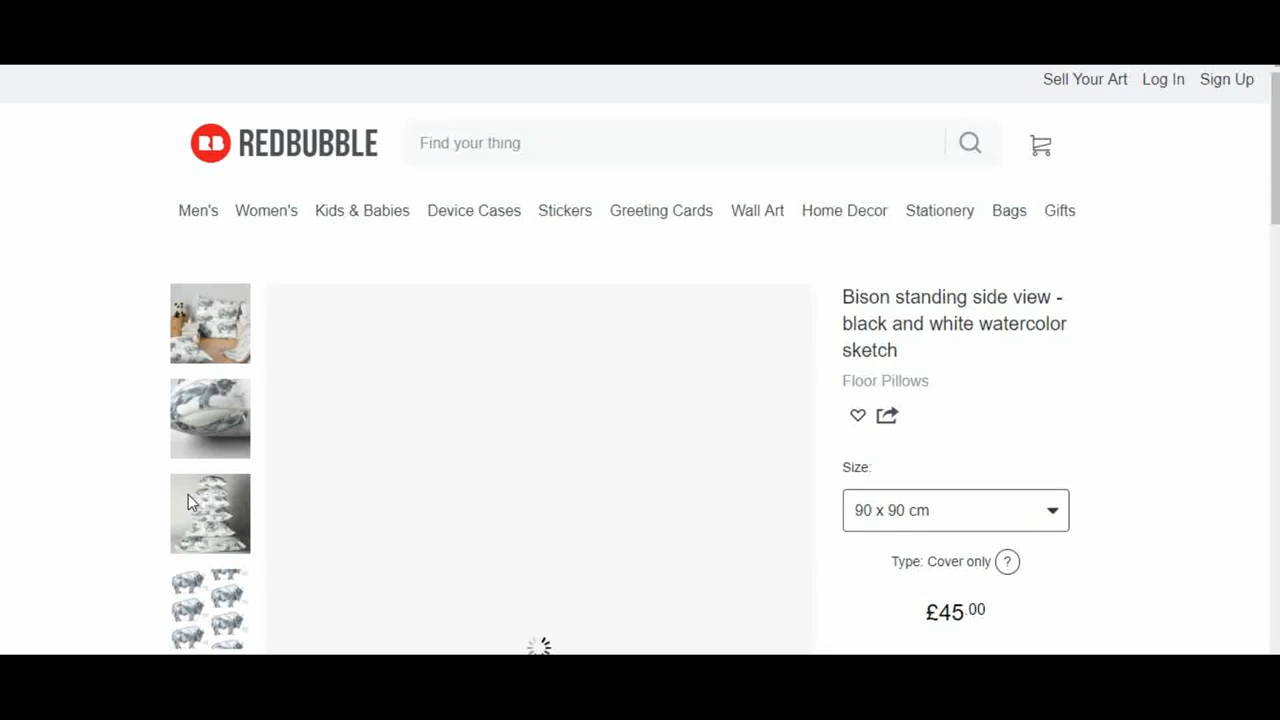 Sell Your Art Log In Sign Up
RB REDBUBBLE Find your thing
Men's Women's Kids & Babies Device Cases Stickers Greeting Cards Wall Art Home Decor Stationery Bags Gifts
Bison standing side view -
black and white watercolor
sketch
Floor Pillows
Size:
90 x 90 cm
Type: Cover only ?
£45.00